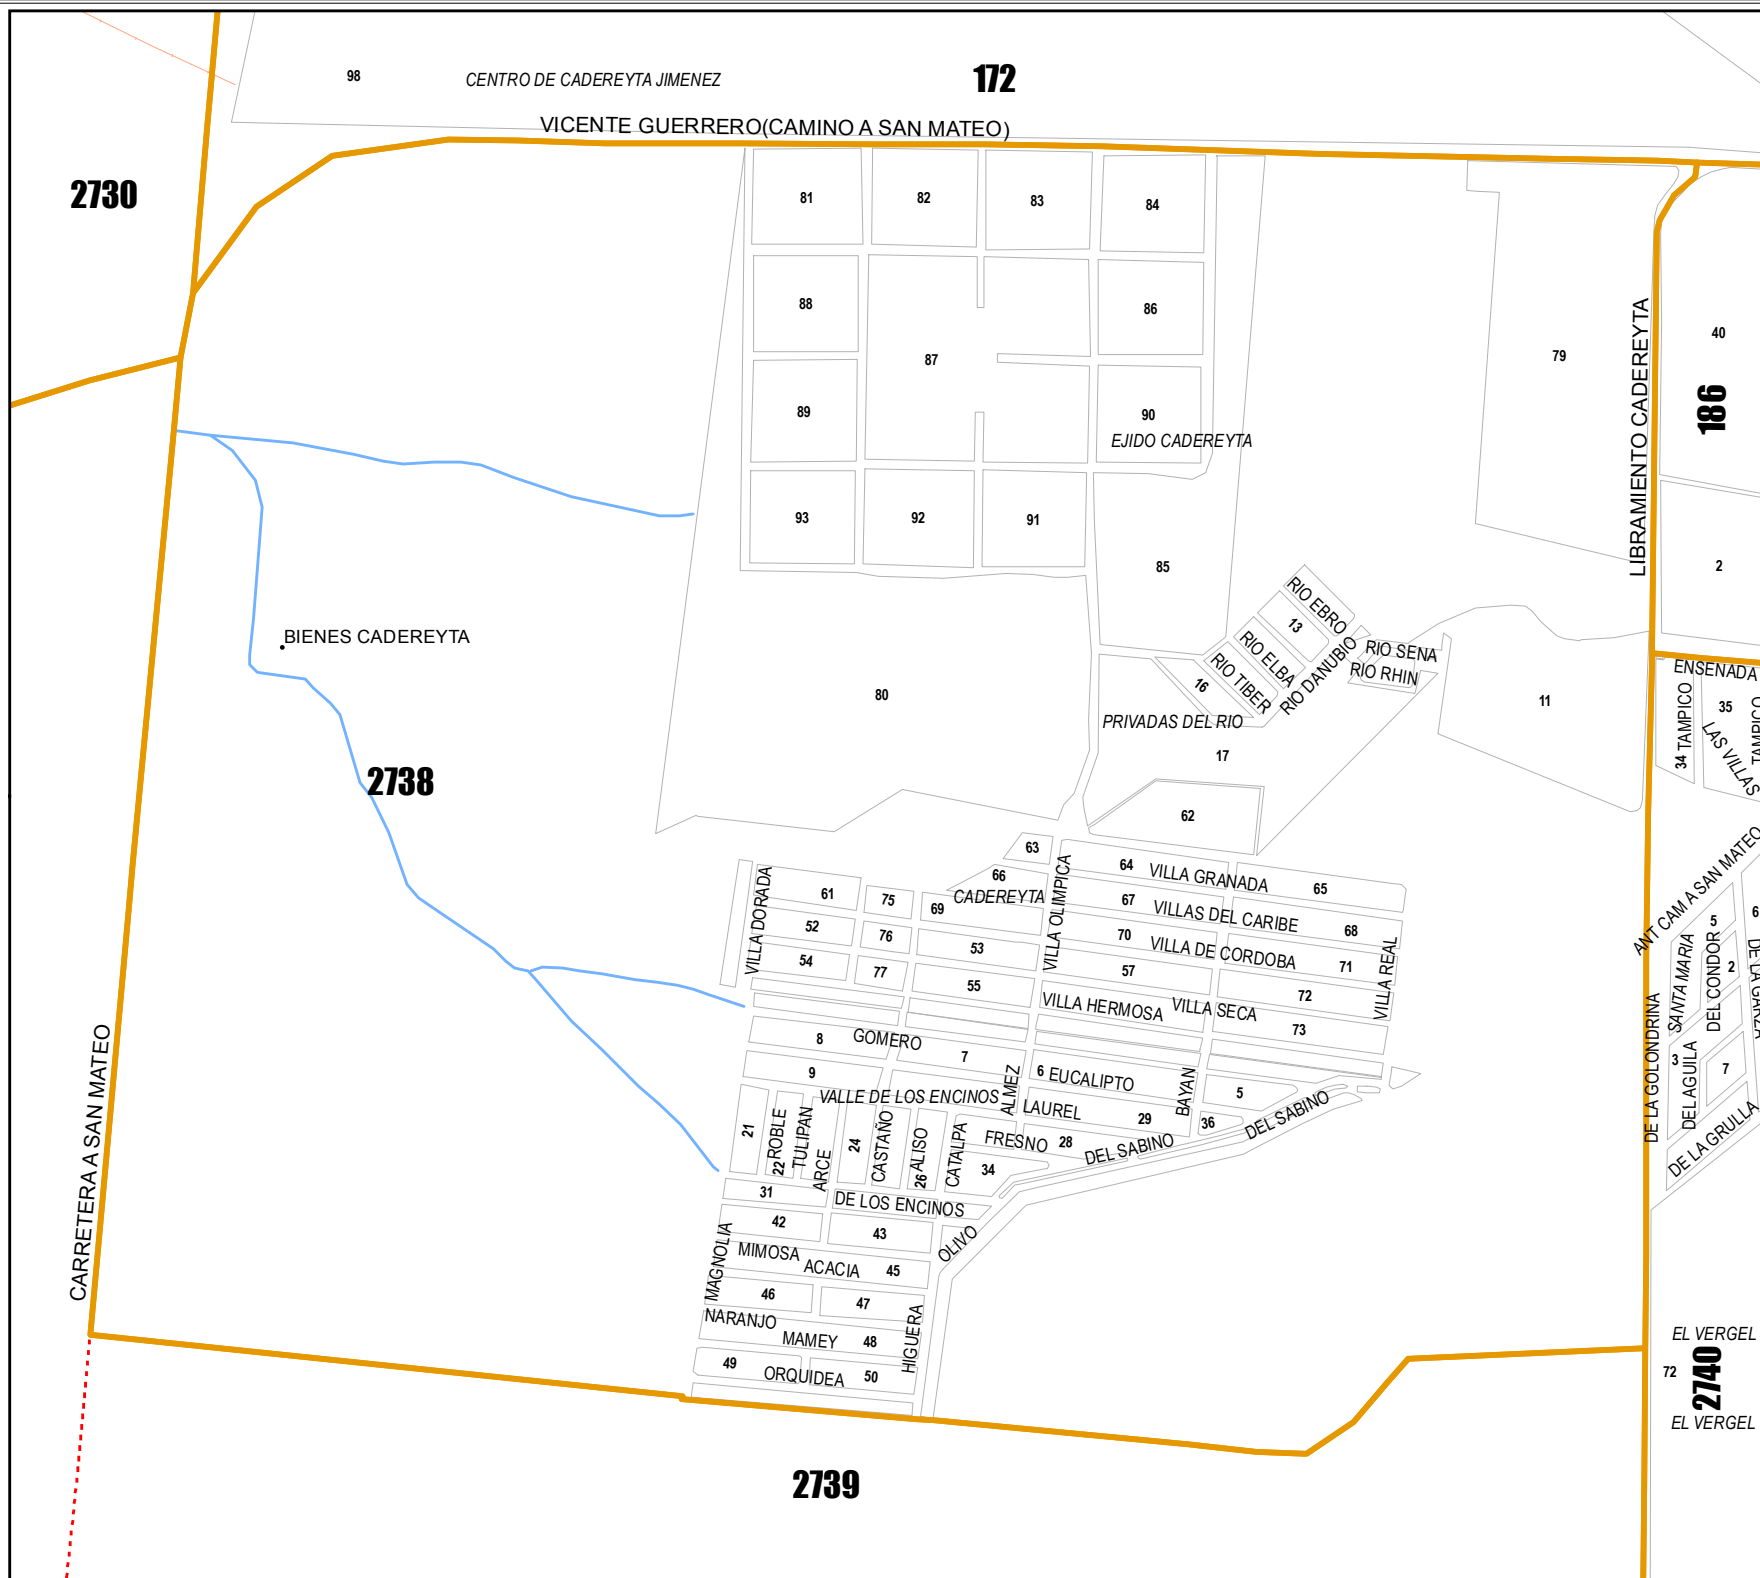 98
CENTRO DE CADEREYTA JIMENEZ
172
VICENTE GUERRERO(CAMINO A SAN MATEO)
2730
81
82
83
84
88
86
87
89
90
EJIDO CADEREYTA
93
92
91
85
79
LIBRAMIENTO CADEREYTA
40
186
2
BIENES CADEREYTA
80
2738
RIO EBRO
13
RIO ELBA
RIO TIBER
RIO DANUBIO
RIO SENA
RIO RHIN
16
PRIVADAS DEL RIO
17
11
62
ENSENADA
TAMPICO
34
35
LAS VILLAS
TAMPICO
63
64
VILLA GRANADA
65
66
CADEREYTA
VILLA OLIMPICA
VILLA DORADA
61
75
69
67
VILLAS DEL CARIBE
68
52
76
53
70
VILLA DE CORDOBA
71
VILLA REAL
54
77
55
57
72
VILLA HERMOSA
VILLA SECA
73
ANT CAM A SAN MATEO
5
6
SANTA MARIA
DEL CONDOR
2
DE LA GARZA
DE LA GOLONDRINA
3
DEL AGUILA
7
DE LA GRULLA
8
GOMERO
7
9
ALMEZ
6
EUCALIPTO
BAYAN
5
VALLE DE LOS ENCINOS
LAUREL
29
36
DEL SABINO
21
22
ROBLE
TULIPAN
ARCE
24
CASTAÑO
ALISO
26
CATALPA
FRESNO
28
DEL SABINO
34
31
DE LOS ENCINOS
42
43
OLIVO
MAGNOLIA
MIMOSA
ACACIA
45
46
47
NARANJO
MAMEY
48
HIGUERA
49
ORQUIDEA
50
CARRETERA A SAN MATEO
EL VERGEL
72
2740
EL VERGEL
2739